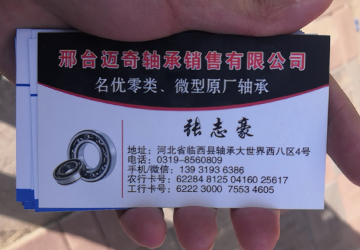 邢台迈奇轴承销售有限公司
名优零类、微型原厂轴承
张志豪
地址：河北省临西县轴承大世界西八区4号
电话：0319-8560809
手机/微信：139 3193 6386
农行卡号：62284 8125 04160 25617
工行卡号：6222 3000 7553 4605